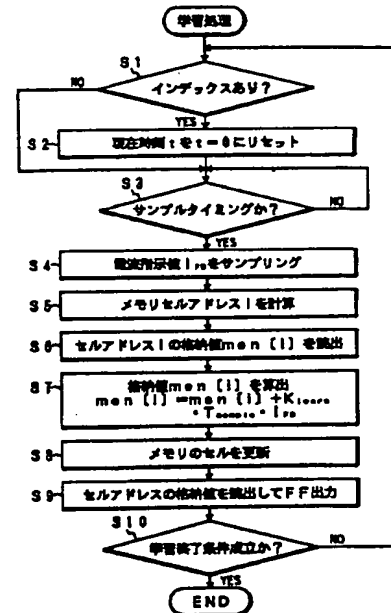 学習処理
S1
インデックスあり？
NO
YES
S2
現在時間tをt=0にリセット
S3
サンプルタイミングか？
NO
YES
S4
電流指示値IFBをサンプリング
S5
メモリセルアドレスiを計算
S6
セルアドレスiの格納値men [i] を読出
S7
格納値men [i] を算出
men [i] =men [i] +Klearn
・Tsample・IFB
S8
メモリのセルを更新
S9
セルアドレスの格納値を読出してFF出力
S10
学習終了条件成立か？
NO
YES
END